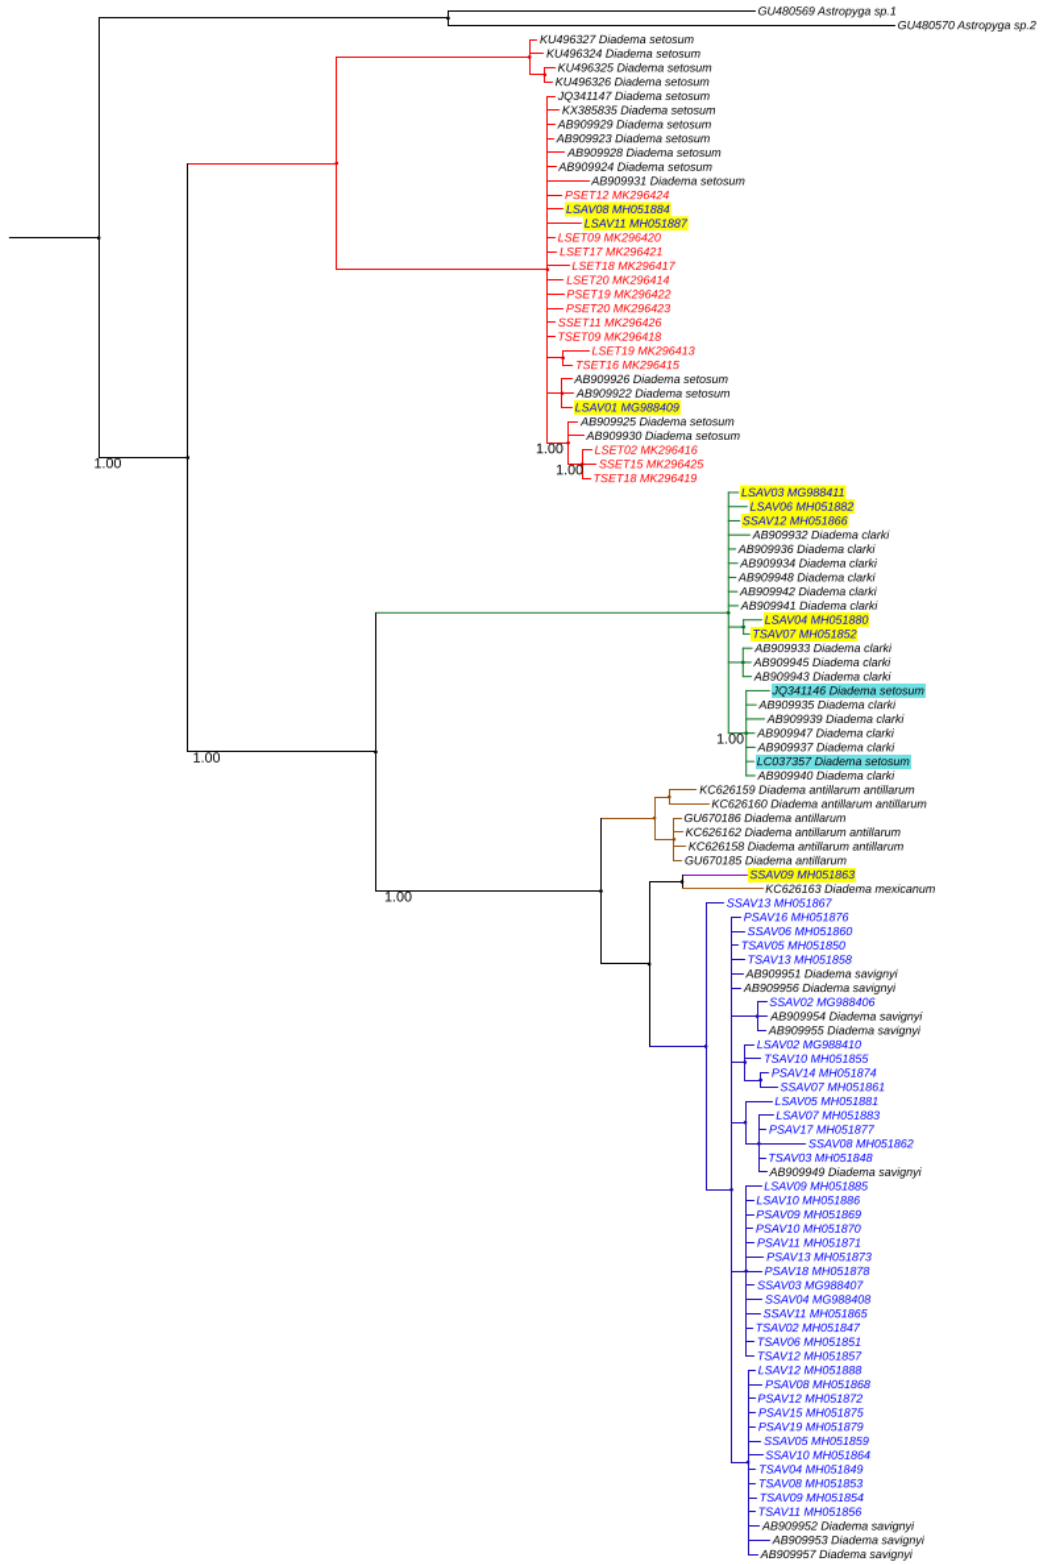 GU480569 Astropyga sp.1
GU480570 Astropyga sp.2
KU496327 Diadema setosum
KU496324 Diadema setosum
KU496325 Diadema setosum
KU496326 Diadema setosum
JQ341147 Diadema setosum
KX385835 Diadema setosum
AB909929 Diadema setosum
AB909923 Diadema setosum
AB909928 Diadema setosum
AB909924 Diadema setosum
AB909931 Diadema setosum
PSET12 MK296424
LSAV08 MH051884
LSAV11 MH051887
LSET09 MK296420
LSET17 MK296421
LSET18 MK296417
LSET20 MK296414
PSET19 MK296422
PSET20 MK296423
SSET11 MK296426
TSET09 MK296418
LSET19 MK296413
TSET16 MK296415
AB909926 Diadema setosum
AB909922 Diadema setosum
LSAV01 MG988409
AB909925 Diadema setosum
AB909930 Diadema setosum
1.00
LSET02 MK296416
1.00
SSET15 MK296425
1.00
TSET18 MK296419
LSAV03 MG988411
LSAV06 MH051882
SSAV12 MH051866
AB909932 Diadema clarki
AB909936 Diadema clarki
AB909934 Diadema clarki
AB909948 Diadema clarki
AB909942 Diadema clarki
AB909941 Diadema clarki
LSAV04 MH051880
TSAV07 MH051852
AB909933 Diadema clarki
AB909945 Diadema clarki
AB909943 Diadema clarki
JQ341146 Diadema setosum
AB909935 Diadema clarki
AB909939 Diadema clarki
AB909947 Diadema clarki
1.00
AB909937 Diadema clarki
1.00
LC037357 Diadema setosum
AB909940 Diadema clarki
KC626159 Diadema antillarum antillarum
KC626160 Diadema antillarum antillarum
GU670186 Diadema antillarum
KC626162 Diadema antillarum antillarum
KC626158 Diadema antillarum antillarum
GU670185 Diadema antillarum
SSAV09 MH051863
KC626163 Diadema mexicanum
1.00
SSAV13 MH051867
PSAV16 MH051876
SSAV06 MH051860
TSAV05 MH051850
TSAV13 MH051858
AB909951 Diadema savignyi
AB909956 Diadema savignyi
SSAV02 MG988406
AB909954 Diadema savignyi
AB909955 Diadema savignyi
LSAV02 MG988410
TSAV10 MH051855
PSAV14 MH051874
SSAV07 MH051861
LSAV05 MH051881
LSAV07 MH051883
PSAV17 MH051877
SSAV08 MH051862
TSAV03 MH051848
AB909949 Diadema savignyi
LSAV09 MH051885
LSAV10 MH051886
PSAV09 MH051869
PSAV10 MH051870
PSAV11 MH051871
PSAV13 MH051873
PSAV18 MH051878
SSAV03 MG988407
SSAV04 MG988408
SSAV11 MH051865
TSAV02 MH051847
TSAV06 MH051851
TSAV12 MH051857
LSAV12 MH051888
PSAV08 MH051868
PSAV12 MH051872
PSAV15 MH051875
PSAV19 MH051879
SSAV05 MH051859
SSAV10 MH051864
TSAV04 MH051849
TSAV08 MH051853
TSAV09 MH051854
TSAV11 MH051856
AB909952 Diadema savignyi
AB909953 Diadema savignyi
AB909957 Diadema savignyi